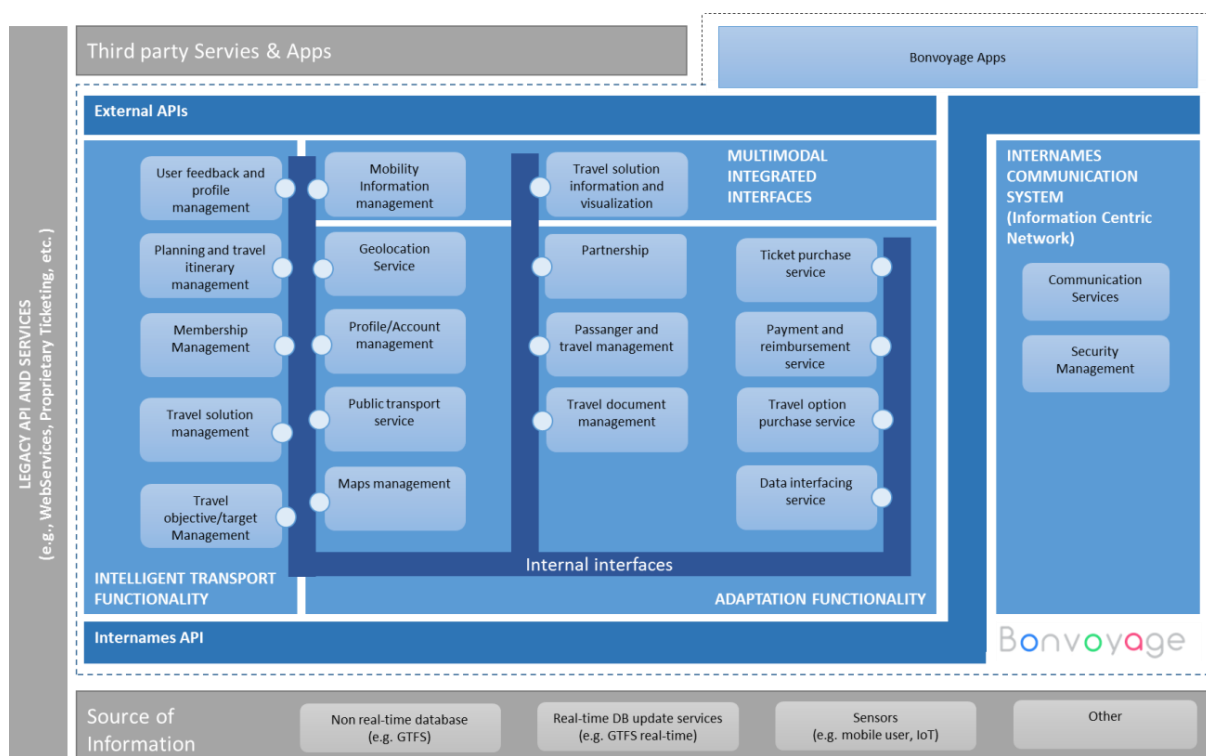 Third party Servies & Apps
Bonvoyage Apps
LEGACY API AND SERVICES
(e.g., WebServices, Proprietary Ticketing, etc.)
External APIs
User feedback and
profile
management
Planning and travel
itinerary
management
Membership
Management
Travel solution
management
Travel
objective/target
Management
INTELLIGENT TRANSPORT
FUNCTIONALITY
Mobility
Information
management
Travel solution
information and
visualization
MULTIMODAL
INTEGRATED
INTERFACES
Geolocation
Service
Profile/Account
management
Public transport
service
Maps management
Partnership
Passanger and
travel management
Travel document
management
Ticket purchase
service
Payment and
reimbursement
service
Travel option
purchase service
Data interfacing
service
Internal interfaces
ADAPTATION FUNCTIONALITY
INTERNAMES
COMMUNICATION
SYSTEM
(Information Centric
Network)
Communication
Services
Security
Management
Internames API
Bonvoyage
Source of
Information
Non real-time database
(e.g. GTFS)
Real-time DB update services
(e.g. GTFS real-time)
Sensors
(e.g. mobile user, IoT)
Other